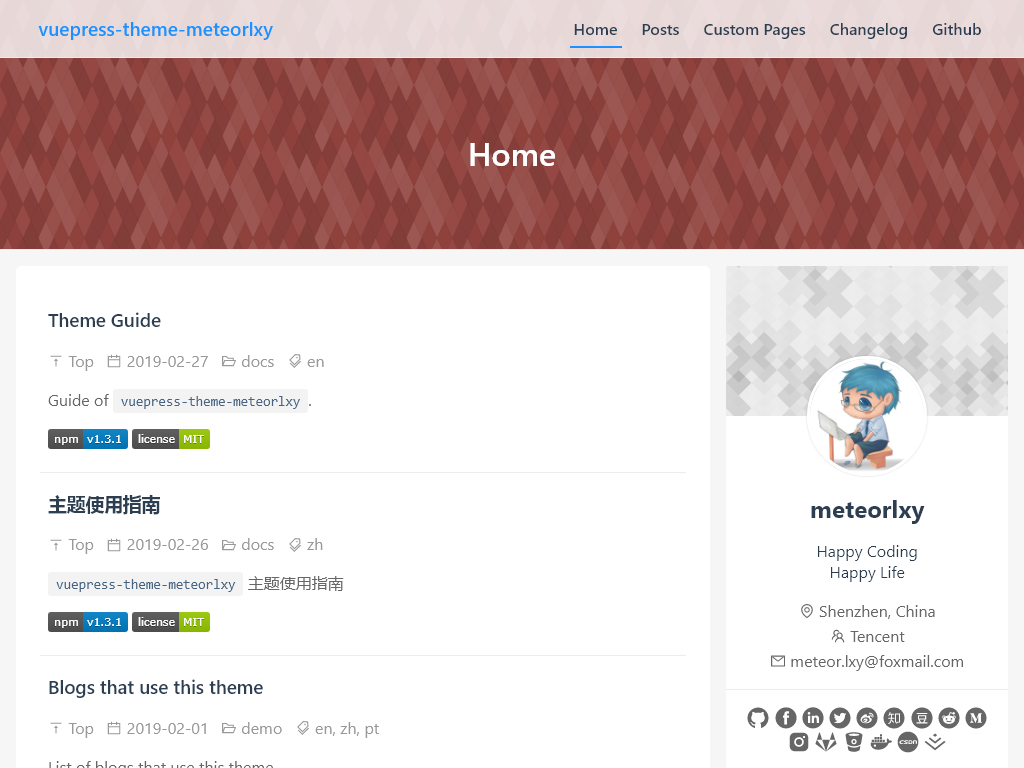 vuepress-theme-meteorlxy
Home Posts Custom Pages Changelog Github
Home
Theme Guide
Top 2019-02-27 docs en
Guide of vuepress-theme-meteorlxy .
npm v1.3.1 license MIT
主题使用指南
Top 2019-02-26 docs zh
vuepress-theme-meteorlxy 主题使用指南
npm v1.3.1 license MIT
Blogs that use this theme
Top 2019-02-01 demo en, zh, pt
List of blogs that use this theme
meteorlxy
Happy Coding
Happy Life
Shenzhen, China
Tencent
meteor.lxy@foxmail.com
知 豆
CSDN